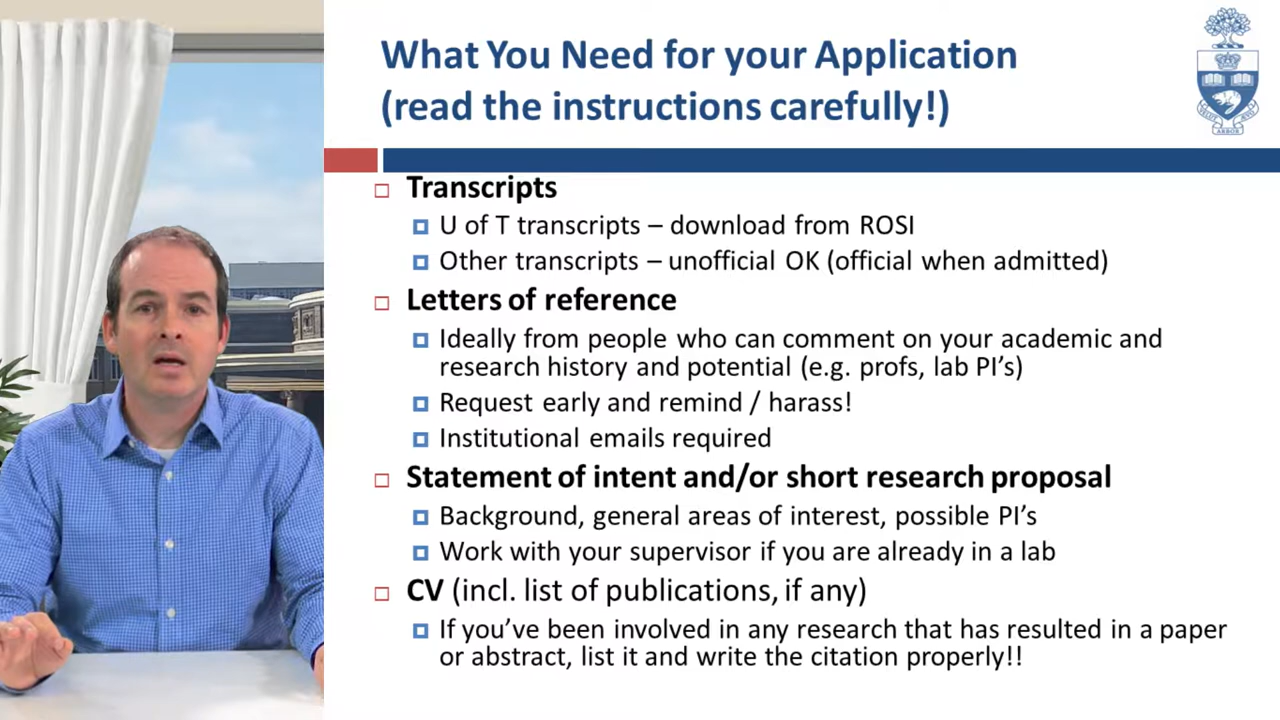 What You Need for your Application
(read the instructions carefully!)
Transcripts
U of T transcripts – download from ROSI
Other transcripts – unofficial OK (official when admitted)
Letters of reference
Ideally from people who can comment on your academic and
research history and potential (e.g. profs, lab PI’s)
Request early and remind / harass!
Institutional emails required
Statement of intent and/or short research proposal
Background, general areas of interest, possible PI’s
Work with your supervisor if you are already in a lab
CV (incl. list of publications, if any)
If you’ve been involved in any research that has resulted in a paper
or abstract, list it and write the citation properly!!